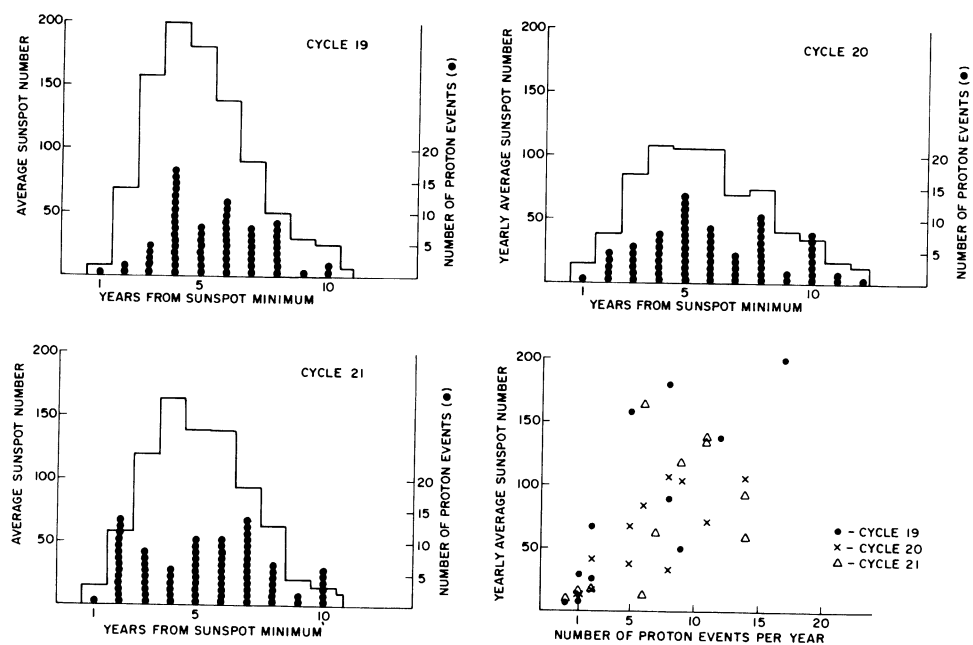 CYCLE 19
AVERAGE SUNSPOT NUMBER
200
150
100
50
NUMBER OF PROTON EVENTS (●)
20
15
10
5
1 5 10
YEARS FROM SUNSPOT MINIMUM
CYCLE 20
YEARLY AVERAGE SUNSPOT NUMBER
200
150
100
50
NUMBER OF PROTON EVENTS (●)
20
15
10
5
1 5 10
YEARS FROM SUNSPOT MINIMUM
CYCLE 21
AVERAGE SUNSPOT NUMBER
200
150
100
50
NUMBER OF PROTON EVENTS (●)
20
15
10
5
1 5 10
YEARS FROM SUNSPOT MINIMUM
YEARLY AVERAGE SUNSPOT NUMBER
200
150
100
50
● - CYCLE 19
× - CYCLE 20
△ - CYCLE 21
1 5 10 15 20
NUMBER OF PROTON EVENTS PER YEAR